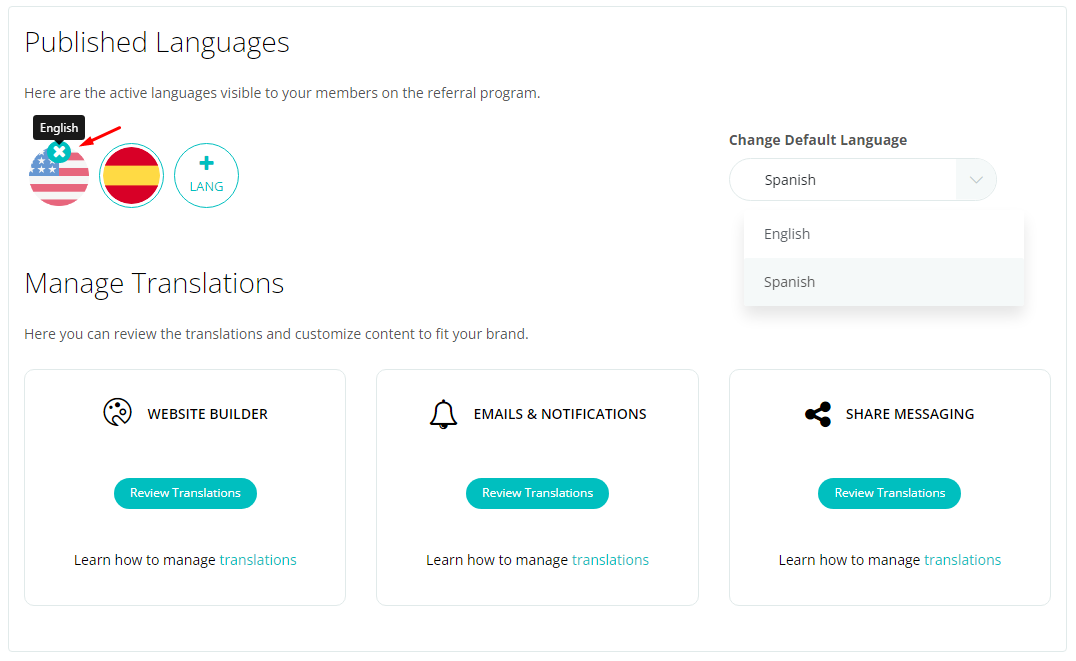 Published Languages
Here are the active languages visible to your members on the referral program.
English
LANG
Change Default Language
Spanish
English
Spanish
Manage Translations
Here you can review the translations and customize content to fit your brand.
WEBSITE BUILDER
Review Translations
Learn how to manage translations
EMAILS & NOTIFICATIONS
Review Translations
Learn how to manage translations
SHARE MESSAGING
Review Translations
Learn how to manage translations